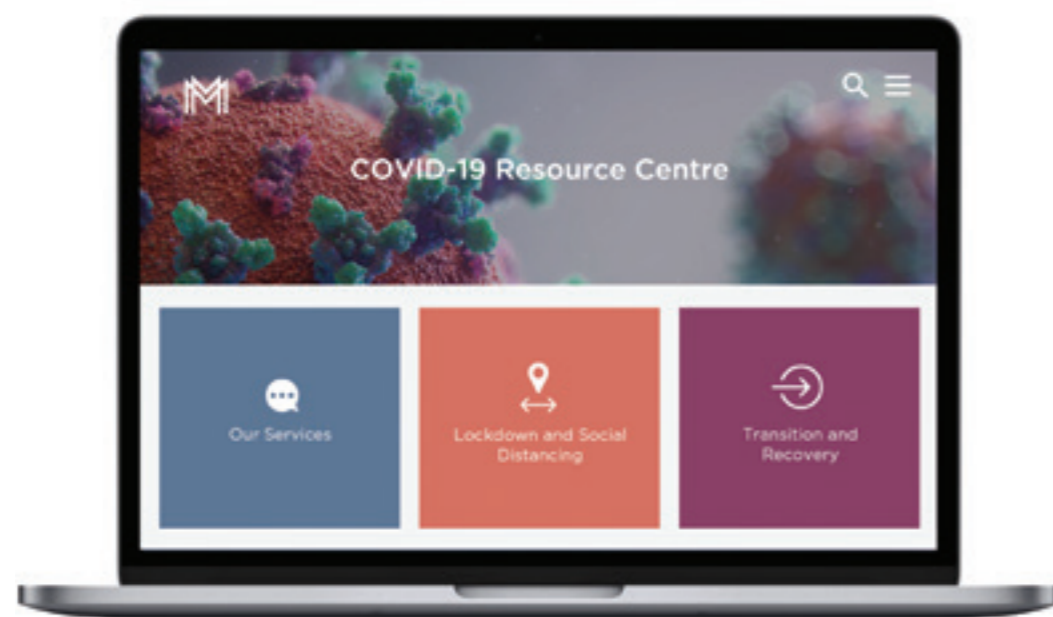 M
COVID-19 Resource Centre
Our Services
Lockdown and Social
Distancing
Transition and
Recovery